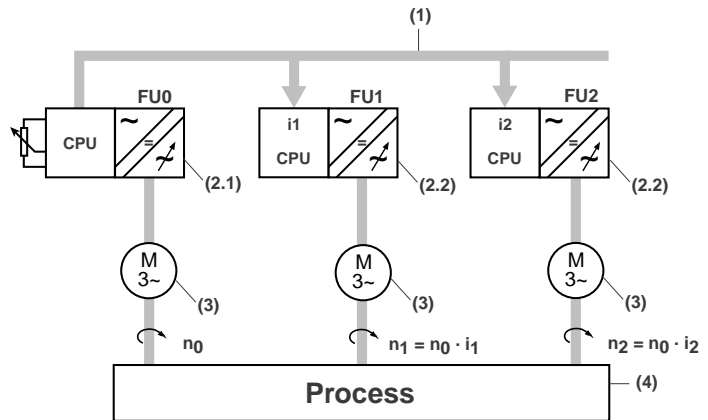 (1)
FU0 FU1 FU2
CPU ~ = ~ i1 CPU ~ = ~ i2 CPU ~ = ~
(2.1) (2.2) (2.2)
M 3~ M 3~ M 3~
(3) (3) (3)
n0 n1 = n0 · i1 n2 = n0 · i2
Process (4)